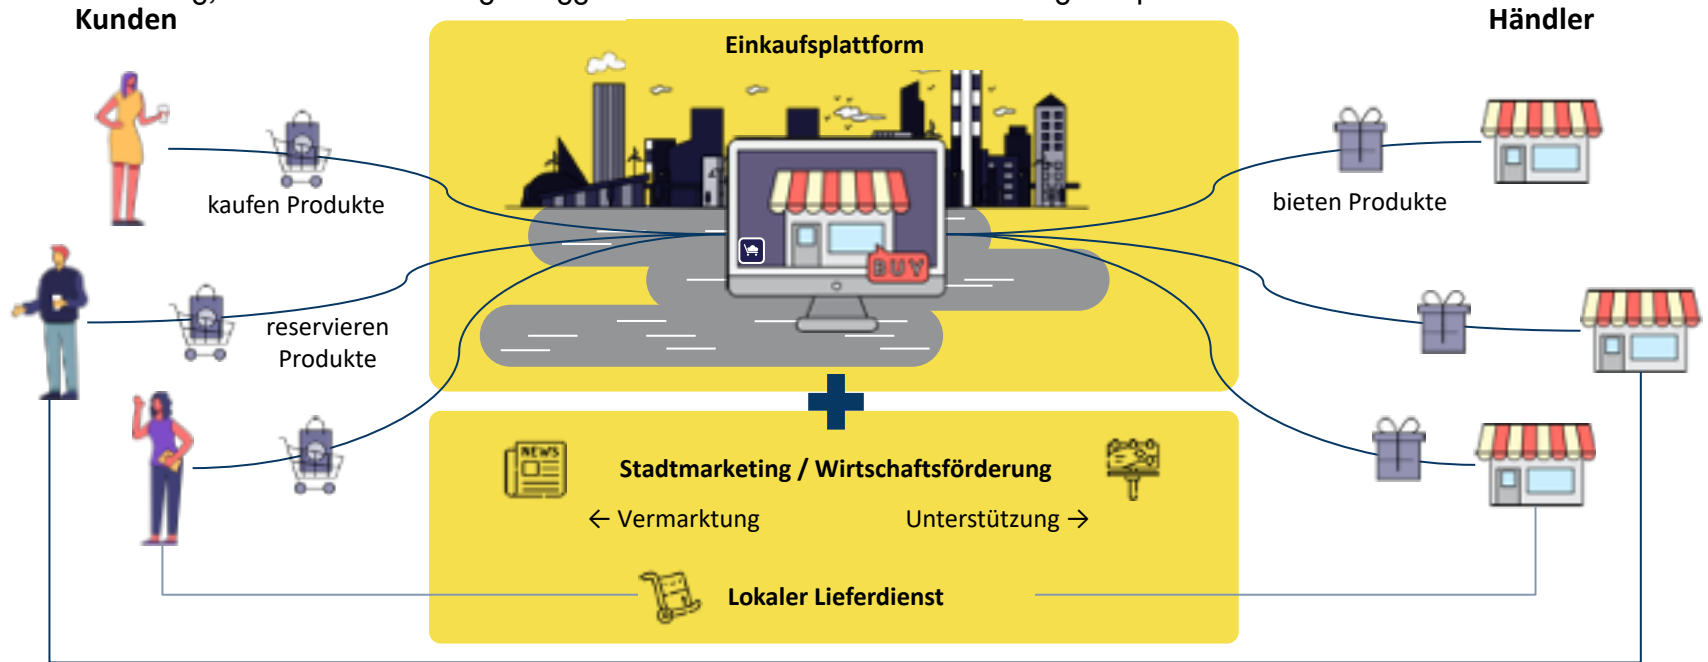 Kunden
Händler
Einkaufsplattform
kaufen Produkte
bieten Produkte
BUY
reservieren
Produkte
NEWS
Stadtmarketing / Wirtschaftsförderung
← Vermarktung
Unterstützung →
Lokaler Lieferdienst